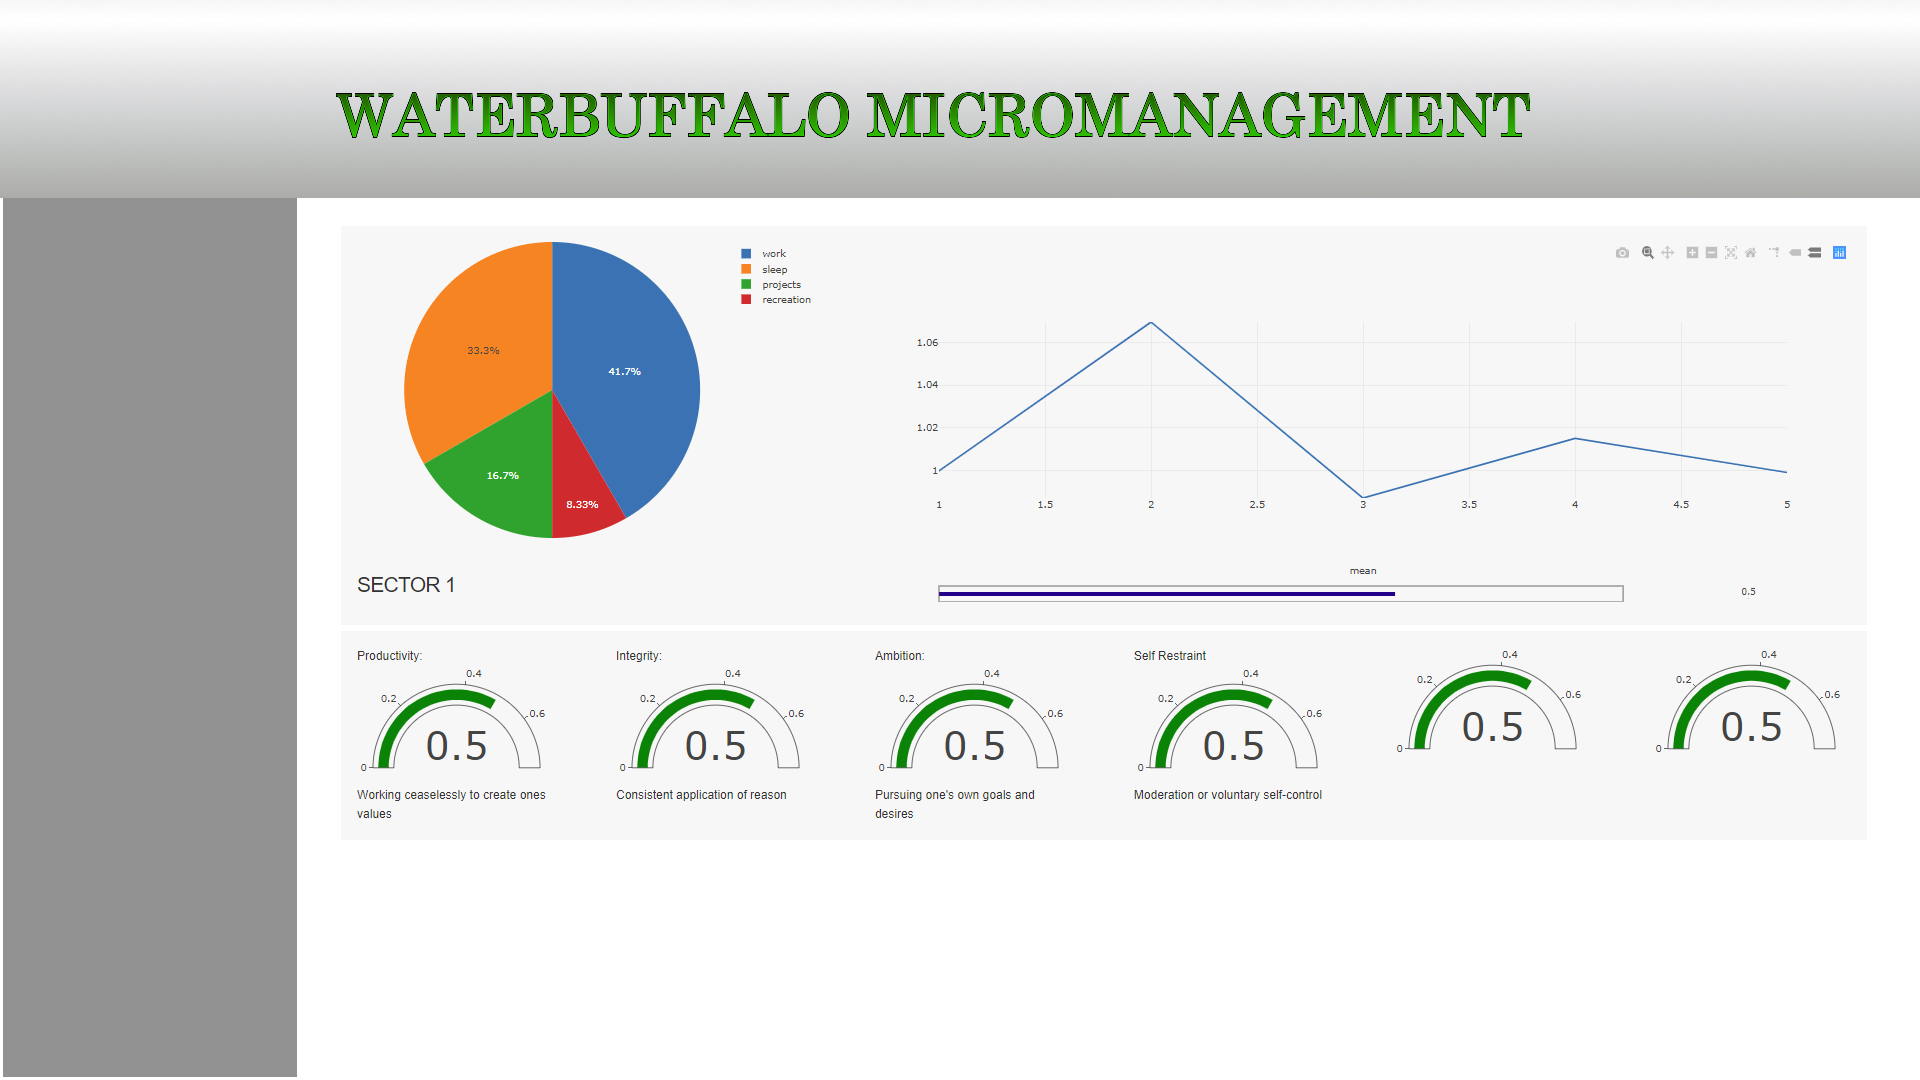 WATERBUFFALO MICROMANAGEMENT
work
sleep
projects
recreation
33.3%
41.7%
16.7%
8.33%
1.06
1.04
1.02
1
1 1.5 2 2.5 3 3.5 4 4.5 5
SECTOR 1
mean
0.5
Productivity:
0 0.2 0.4 0.6
0.5
Working ceaselessly to create ones
values
Integrity:
0 0.2 0.4 0.6
0.5
Consistent application of reason
Ambition:
0 0.2 0.4 0.6
0.5
Pursuing one's own goals and
desires
Self Restraint
0 0.2 0.4 0.6
0.5
Moderation or voluntary self-control
0 0.2 0.4 0.6
0.5
0 0.2 0.4 0.6
0.5